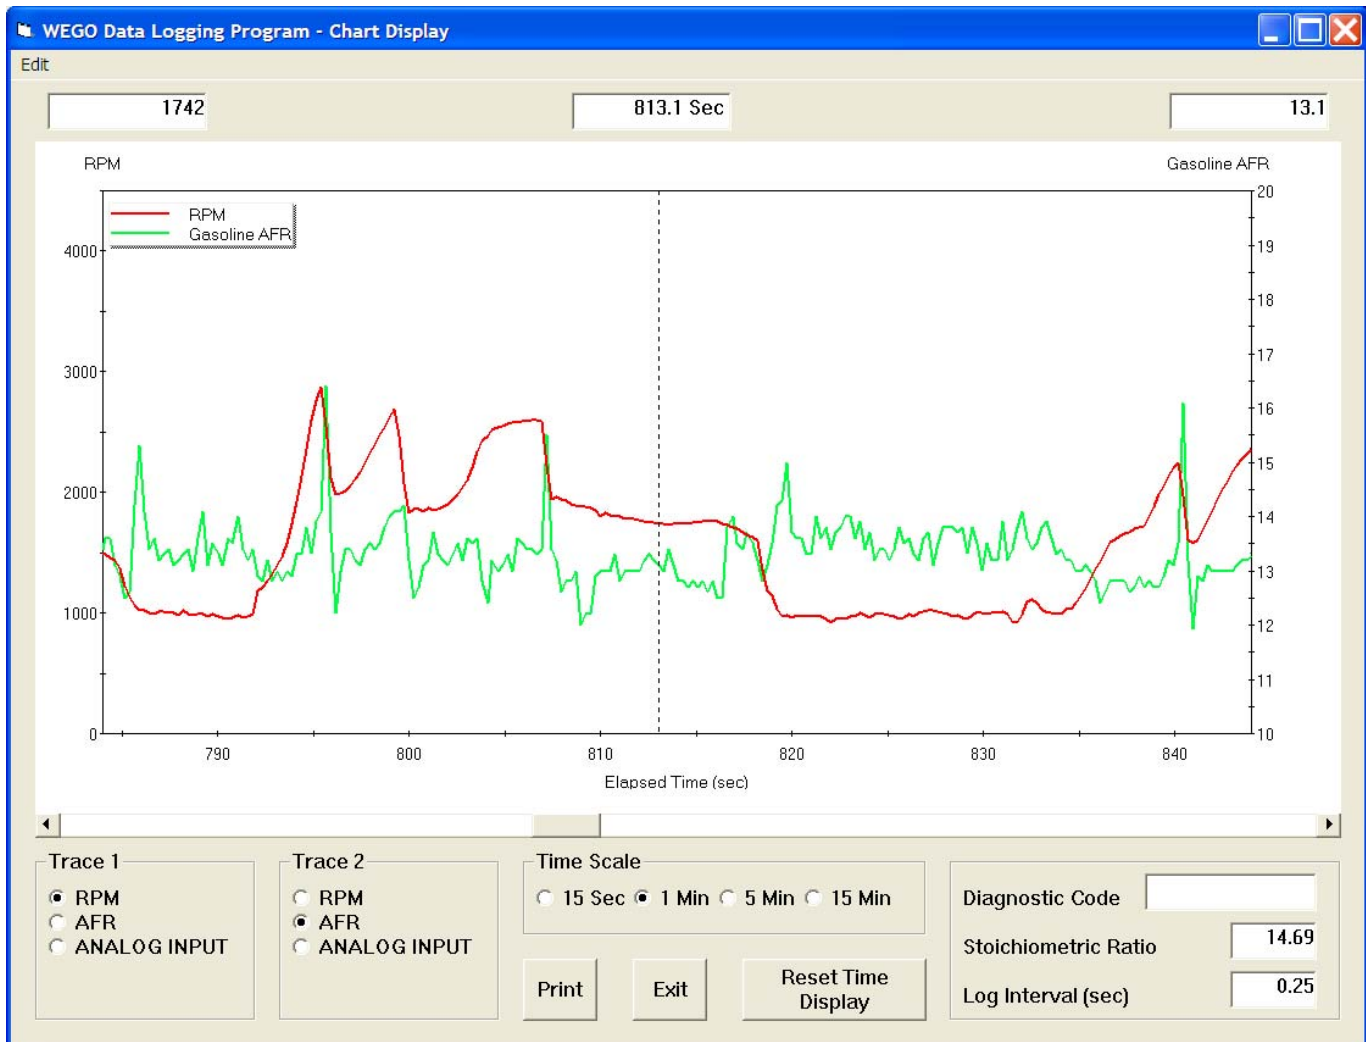 WEGO Data Logging Program - Chart Display
Edit
1742
813.1 Sec
13.1
RPM
Gasoline AFR
RPM
Gasoline AFR
4000
3000
2000
1000
0
20
19
18
17
16
15
14
13
12
11
10
790
800
810
820
830
840
Elapsed Time (sec)
Trace 1
RPM
AFR
ANALOG INPUT
Trace 2
RPM
AFR
ANALOG INPUT
Time Scale
15 Sec 1 Min 5 Min 15 Min
Print
Exit
Reset Time
Display
Diagnostic Code
Stoichiometric Ratio 14.69
Log Interval (sec) 0.25